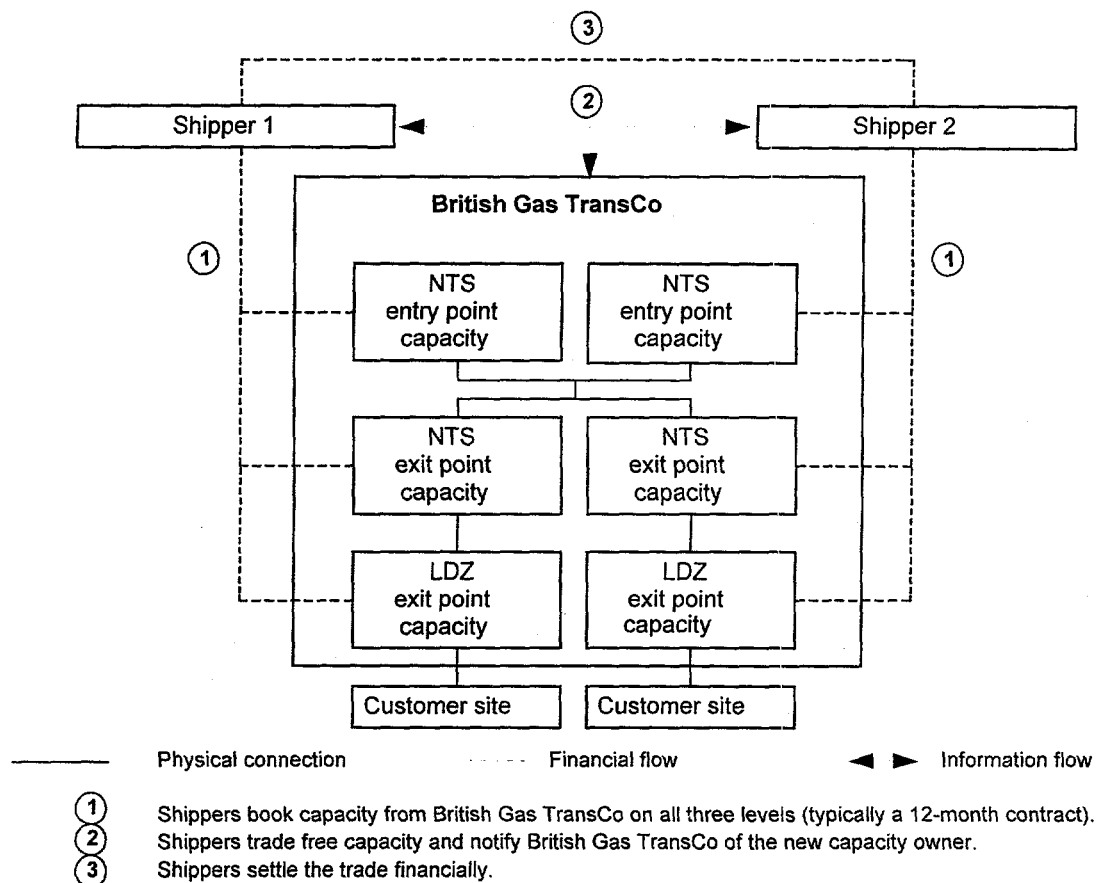 3
2
Shipper 1
Shipper 2
British Gas TransCo
1
1
NTS
entry point
capacity
NTS
entry point
capacity
NTS
exit point
capacity
NTS
exit point
capacity
LDZ
exit point
capacity
LDZ
exit point
capacity
Customer site
Customer site
Physical connection
Financial flow
Information flow
1 Shippers book capacity from British Gas TransCo on all three levels (typically a 12-month contract).
2 Shippers trade free capacity and notify British Gas TransCo of the new capacity owner.
3 Shippers settle the trade financially.